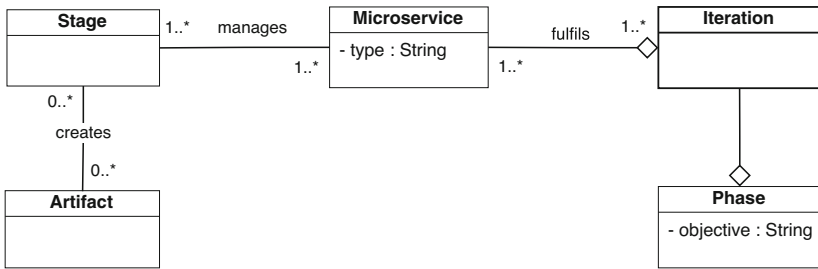 Stage
1..*
manages
1..*
Microservice
- type : String
1..*
fulfils
1..*
Iteration
0..*
creates
0..*
Artifact
Phase
- objective : String